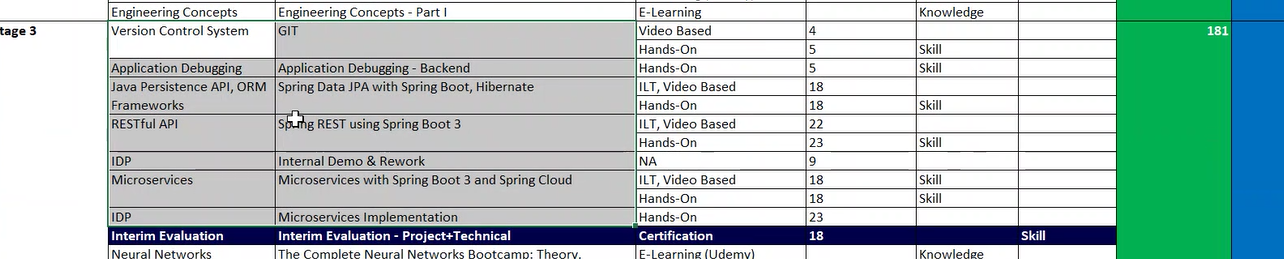 Engineering Concepts Engineering Concepts - Part I E-Learning Knowledge
tage 3 Version Control System GIT Video Based 4 181
Hands-On 5 Skill
Application Debugging Application Debugging - Backend Hands-On 5 Skill
Java Persistence API, ORM Spring Data JPA with Spring Boot, Hibernate ILT, Video Based 18
Frameworks Hands-On 18 Skill
RESTful API Spring REST using Spring Boot 3 ILT, Video Based 22
Hands-On 23 Skill
IDP Internal Demo & Rework NA 9
Microservices Microservices with Spring Boot 3 and Spring Cloud ILT, Video Based 18 Skill
Hands-On 18 Skill
IDP Microservices Implementation Hands-On 23
Interim Evaluation Interim Evaluation - Project+Technical Certification 18 Skill
Neural Networks The Complete Neural Networks Bootcamp: Theory, E-Learning (Udemy) Knowledge